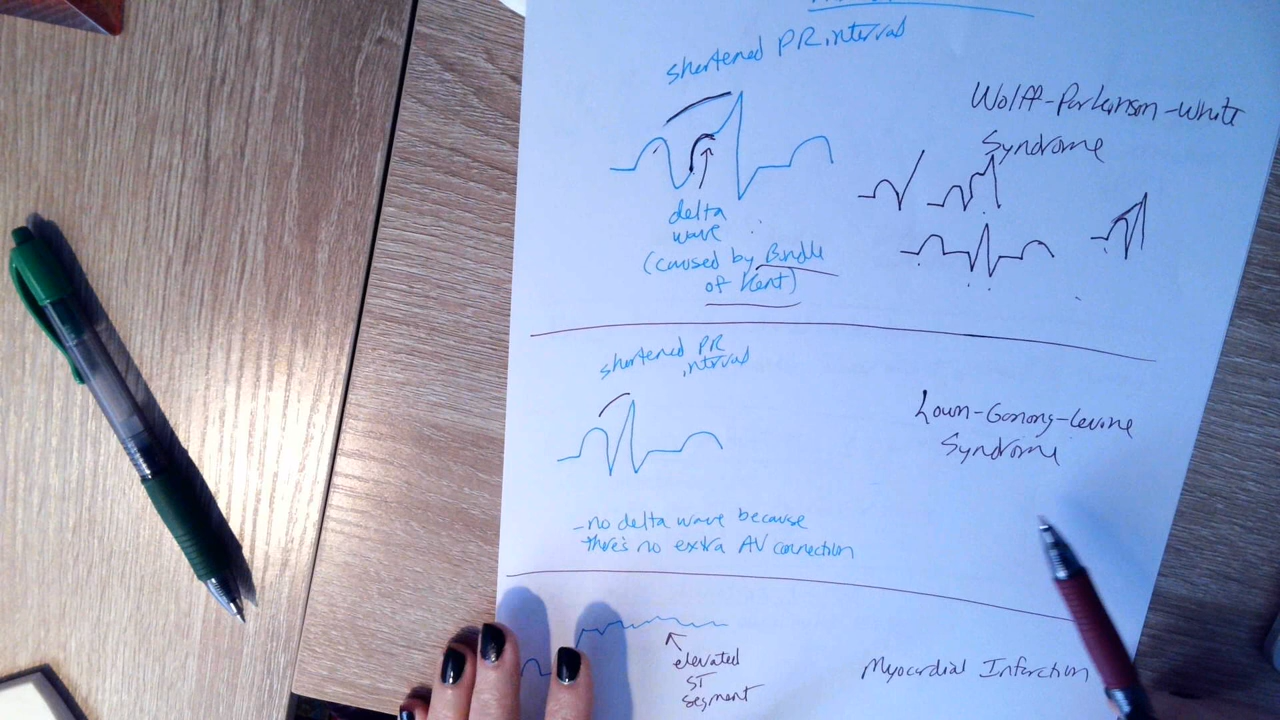 shortened PR interval
Wolff-Parkinson-White
Syndrome
delta
wave
(caused by Bundle
of Kent)
shortened PR
interval
Lown-Ganong-Levine
Syndrome
-no delta wave because
there's no extra AV connection
elevated
ST
segment
Myocardial Infarction